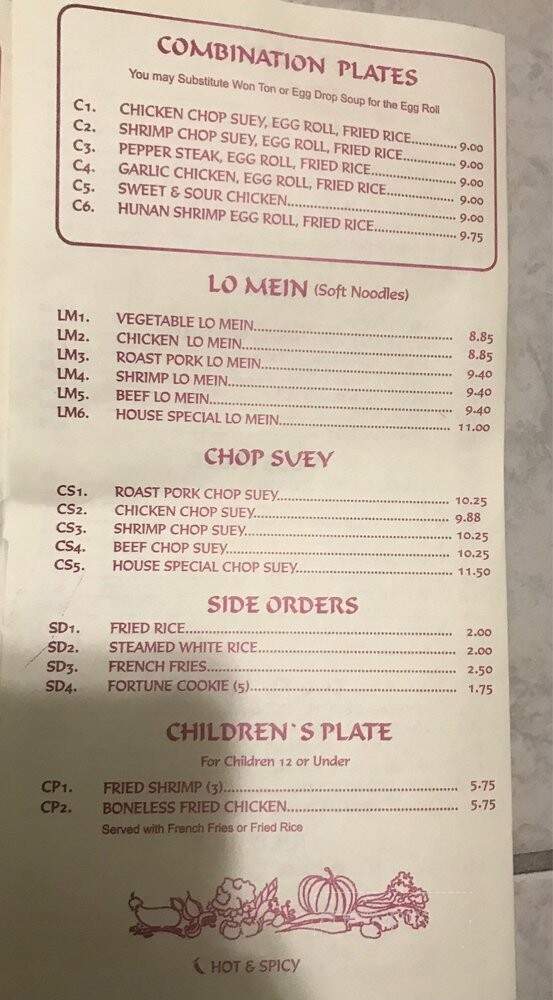 COMBINATION PLATES
You may Substitute Won Ton or Egg Drop Soup for the Egg Roll
C1. CHICKEN CHOP SUEY, EGG ROLL, FRIED RICE............ 9.00
C2. SHRIMP CHOP SUEY, EGG ROLL, FRIED RICE............ 9.00
C3. PEPPER STEAK, EGG ROLL, FRIED RICE............ 9.00
C4. GARLIC CHICKEN, EGG ROLL, FRIED RICE............ 9.00
C5. SWEET & SOUR CHICKEN............ 9.00
C6. HUNAN SHRIMP EGG ROLL, FRIED RICE............ 9.75
LO MEIN (Soft Noodles)
LM1. VEGETABLE LO MEIN............ 8.85
LM2. CHICKEN LO MEIN............ 8.85
LM3. ROAST PORK LO MEIN............ 9.40
LM4. SHRIMP LO MEIN............ 9.40
LM5. BEEF LO MEIN............ 9.40
LM6. HOUSE SPECIAL LO MEIN............ 11.00
CHOP SUEY
CS1. ROAST PORK CHOP SUEY............ 10.25
CS2. CHICKEN CHOP SUEY............ 9.88
CS3. SHRIMP CHOP SUEY............ 10.25
CS4. BEEF CHOP SUEY............ 10.25
CS5. HOUSE SPECIAL CHOP SUEY............ 11.50
SIDE ORDERS
SD1. FRIED RICE............ 2.00
SD2. STEAMED WHITE RICE............ 2.00
SD3. FRENCH FRIES............ 2.50
SD4. FORTUNE COOKIE (5)............ 1.75
CHILDREN`S PLATE
For Children 12 or Under
CP1. FRIED SHRIMP (3)............ 5.75
CP2. BONELESS FRIED CHICKEN............ 5.75
Served with French Fries or Fried Rice
HOT & SPICY